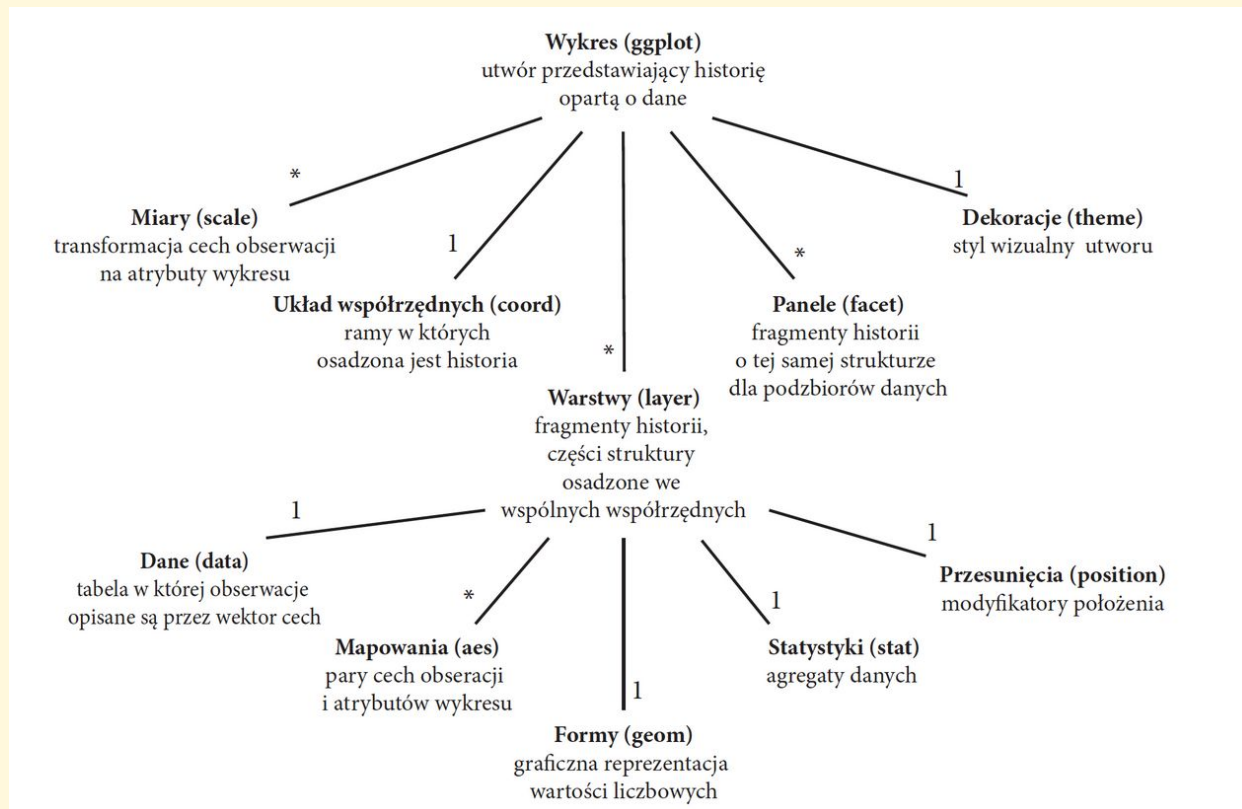 Wykres (ggplot)
utwór przedstawiający historię
opartą o dane
*
Miary (scale)
transformacja cech obserwacji
na atrybuty wykresu
1
Układ współrzędnych (coord)
ramy w których
osadzona jest historia
*
Warstwy (layer)
fragmenty historii,
części struktury
osadzone we
wspólnych współrzędnych
*
Panele (facet)
fragmenty historii
o tej samej strukturze
dla podzbiorów danych
1
Dekoracje (theme)
styl wizualny utworu
1
Dane (data)
tabela w której obserwacje
opisane są przez wektor cech
*
Mapowania (aes)
pary cech obseracji
i atrybutów wykresu
1
Formy (geom)
graficzna reprezentacja
wartości liczbowych
1
Statystyki (stat)
agregaty danych
1
Przesunięcia (position)
modyfikatory położenia